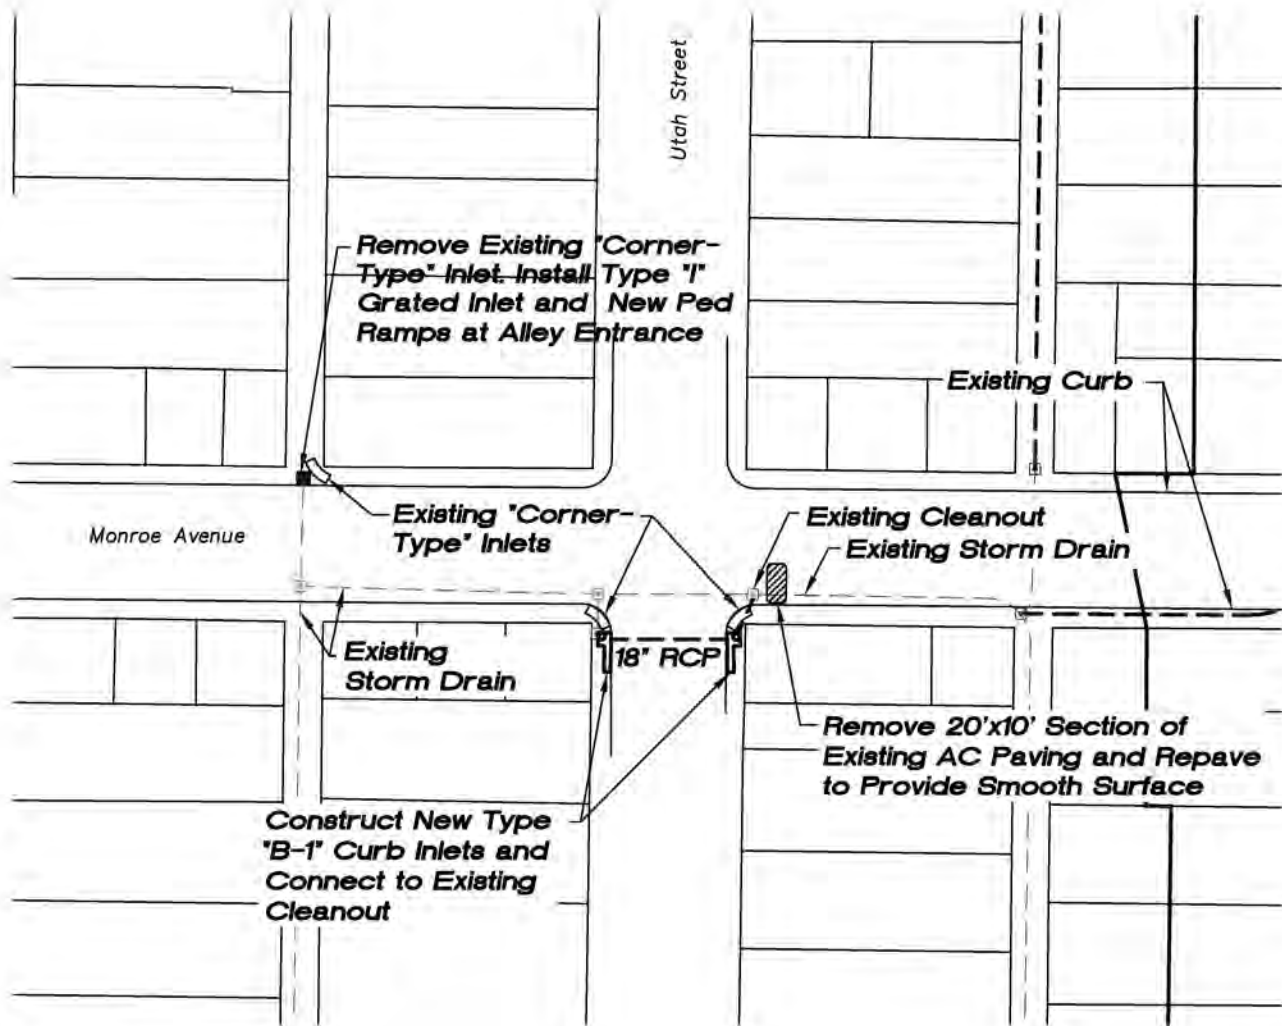 Utah Street
Remove Existing "Corner-
Type" Inlet. Install Type "I"
Grated Inlet and New Ped
Ramps at Alley Entrance
Existing Curb
Monroe Avenue
Existing "Corner-
Type" Inlets
Existing Cleanout
Existing Storm Drain
Existing
Storm Drain
18" RCP
Remove 20'x10' Section of
Existing AC Paving and Repave
to Provide Smooth Surface
Construct New Type
"B-1" Curb Inlets and
Connect to Existing
Cleanout